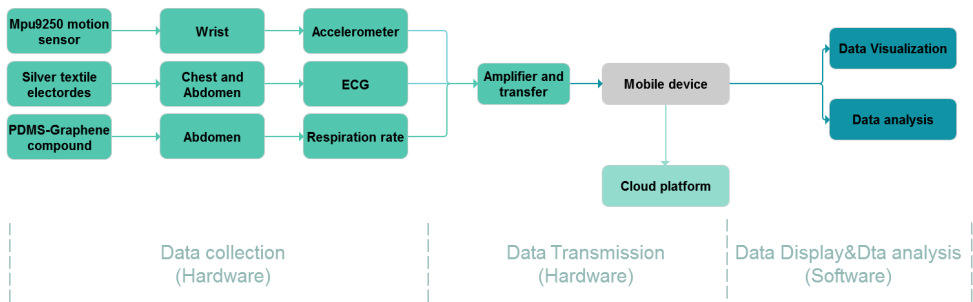 Mpu9250 motion
sensor
Wrist
Accelerometer
Silver textile
electordes
Chest and
Abdomen
ECG
PDMS-Graphene
compound
Abdomen
Respiration rate
Amplifier and
transfer
Mobile device
Cloud platform
Data Visualization
Data analysis
Data collection
(Hardware)
Data Transmission
(Hardware)
Data Display&Dta analysis
(Software)